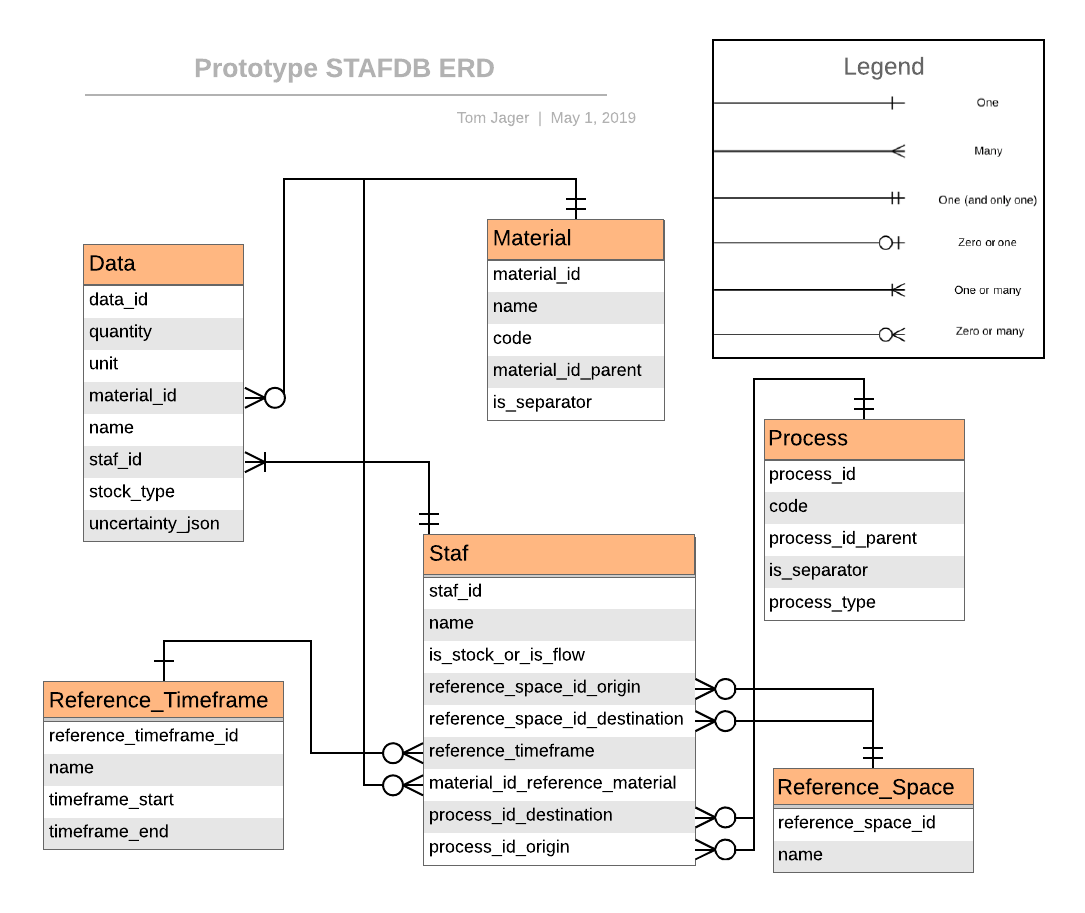 Prototype STAFDB ERD
Tom Jager | May 1, 2019
Legend
One
Many
One (and only one)
Zero or one
One or many
Zero or many
Data
data_id
quantity
unit
material_id
name
staf_id
stock_type
uncertainty_json
Material
material_id
name
code
material_id_parent
is_separator
Process
process_id
code
process_id_parent
is_separator
process_type
Staf
staf_id
name
is_stock_or_is_flow
reference_space_id_origin
reference_space_id_destination
reference_timeframe
material_id_reference_material
process_id_destination
process_id_origin
Reference_Timeframe
reference_timeframe_id
name
timeframe_start
timeframe_end
Reference_Space
reference_space_id
name